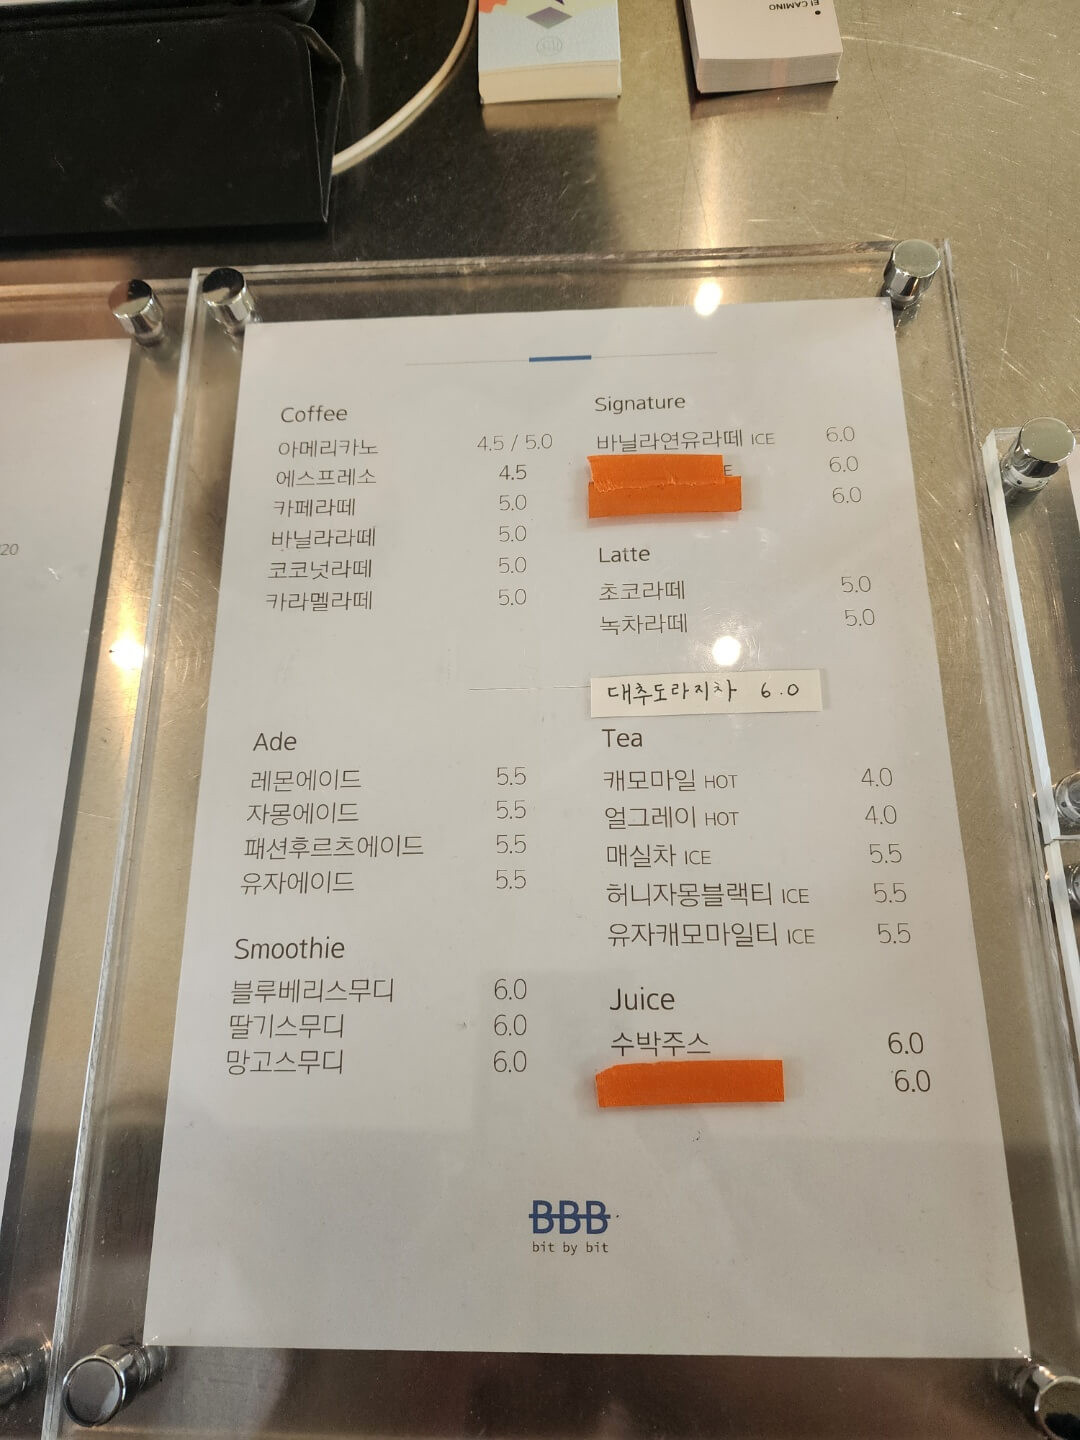 EI CAMINO
20
Coffee
아메리카노 4.5 / 5.0
에스프레소 4.5
카페라떼 5.0
바닐라라떼 5.0
코코넛라떼 5.0
카라멜라떼 5.0
Signature
바닐라연유라떼 ICE 6.0
E 6.0
6.0
Latte
초코라떼 5.0
녹차라떼 5.0
대추도라지차 6.0
Ade
레몬에이드 5.5
자몽에이드 5.5
패션후르츠에이드 5.5
유자에이드 5.5
Tea
캐모마일 HOT 4.0
얼그레이 HOT 4.0
매실차 ICE 5.5
허니자몽블랙티 ICE 5.5
유자캐모마일티 ICE 5.5
Smoothie
블루베리스무디 6.0
딸기스무디 6.0
망고스무디 6.0
Juice
수박주스 6.0
6.0
BBB
bit by bit